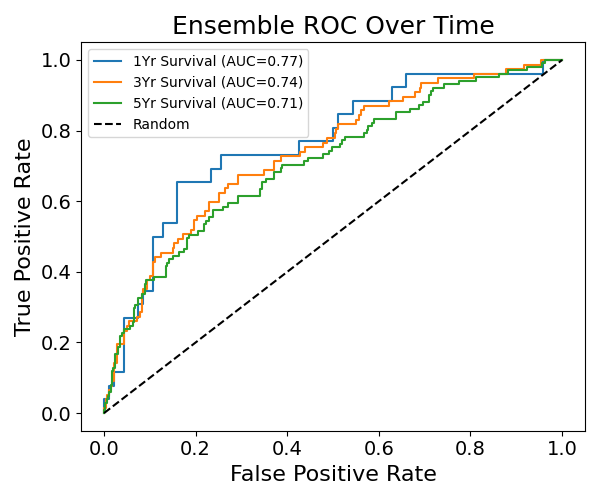 Ensemble ROC Over Time
1Yr Survival (AUC=0.77)
3Yr Survival (AUC=0.74)
5Yr Survival (AUC=0.71)
Random
True Positive Rate
1.0
0.8
0.6
0.4
0.2
0.0
0.0 0.2 0.4 0.6 0.8 1.0
False Positive Rate